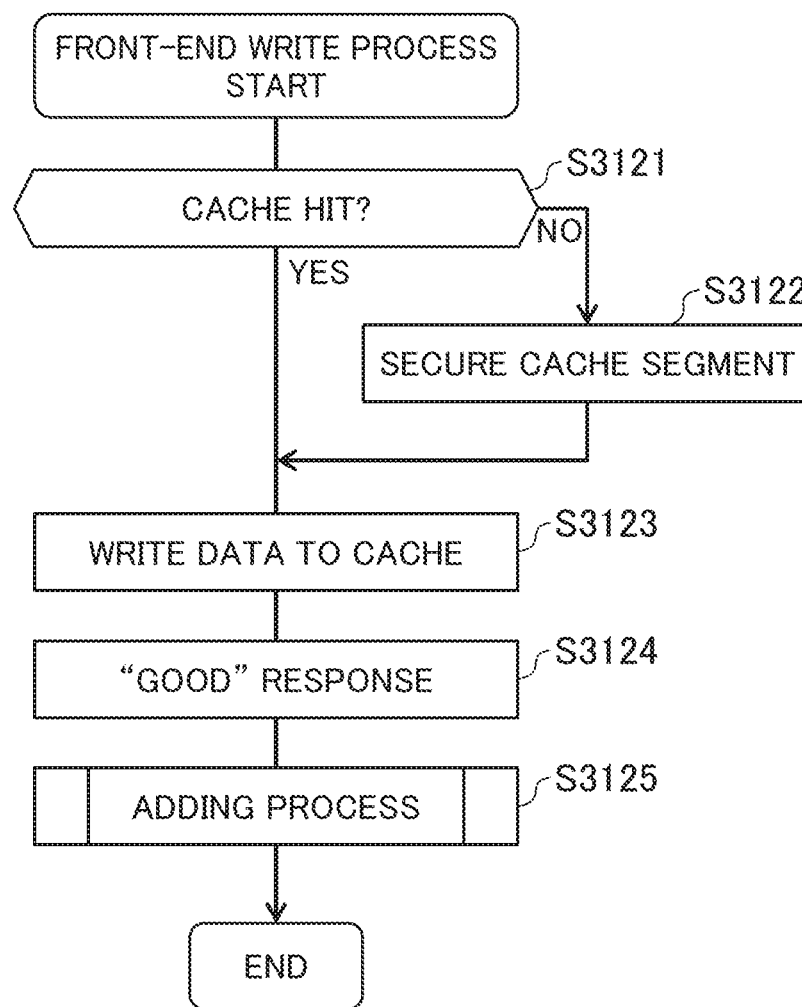 FRONT-END WRITE PROCESS
START
S3121
CACHE HIT?
NO
YES
S3122
SECURE CACHE SEGMENT
S3123
WRITE DATA TO CACHE
S3124
“GOOD” RESPONSE
S3125
ADDING PROCESS
END